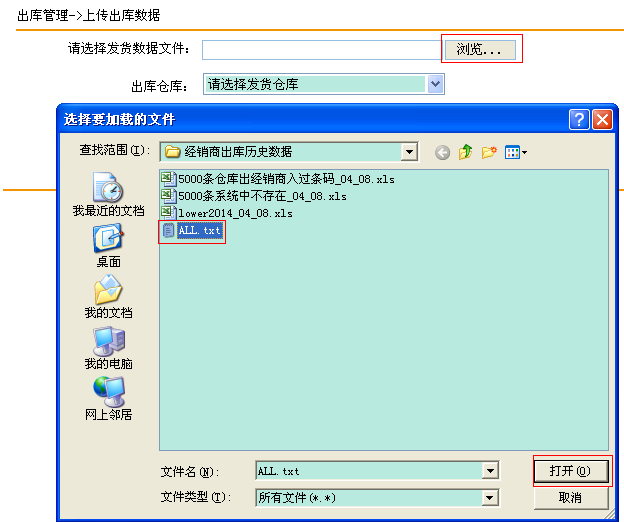 出库管理->上传出库数据
请选择发货数据文件：
浏览...
出库仓库：
请选择发货仓库
选择要加载的文件
查找范围(I):
经销商出库历史数据
5000条仓库出经销商入过条码_04_08.xls
5000条系统中不存在_04_08.xls
lower2014_04_08.xls
ALL.txt
我最近的文档
桌面
我的文档
我的电脑
网上邻居
文件名(N):
ALL.txt
打开(O)
文件类型(T):
所有文件(*.*)
取消